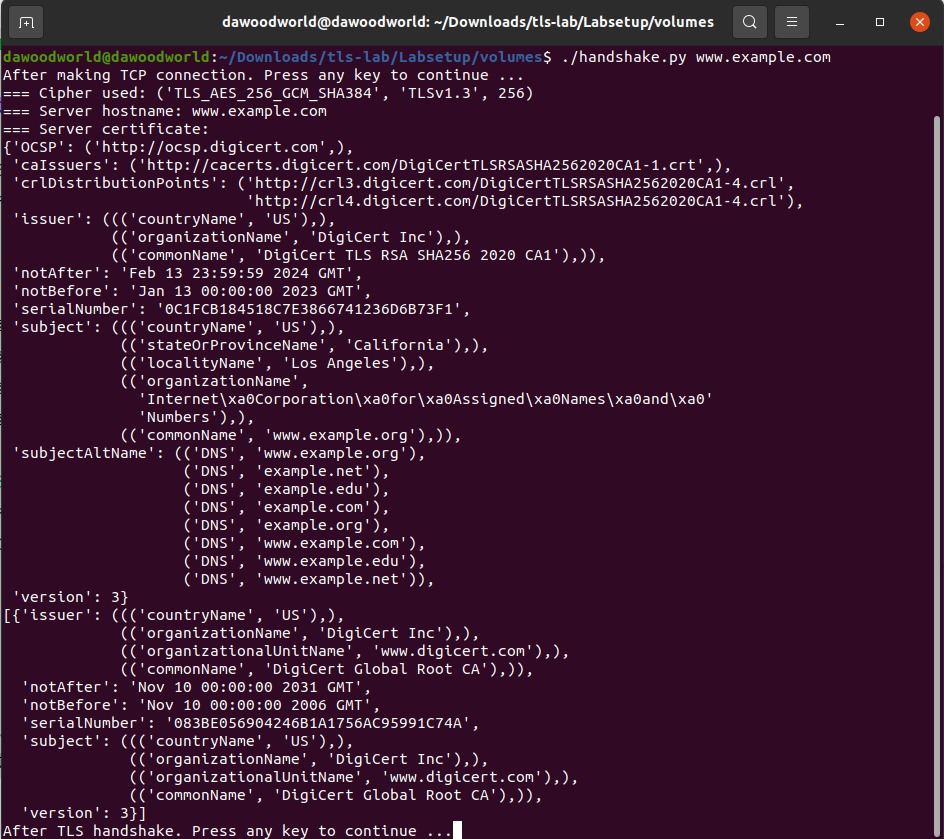 dawoodworld@dawoodworld: ~/Downloads/tls-lab/Labsetup/volumes
dawoodworld@dawoodworld:~/Downloads/tls-lab/Labsetup/volumes$ ./handshake.py www.example.com
After making TCP connection. Press any key to continue ...
=== Cipher used: ('TLS_AES_256_GCM_SHA384', 'TLSv1.3', 256)
=== Server hostname: www.example.com
=== Server certificate:
{'OCSP': ('http://ocsp.digicert.com',),
 'caIssuers': ('http://cacerts.digicert.com/DigiCertTLSRSASHA2562020CA1-1.crt',),
 'crlDistributionPoints': ('http://crl3.digicert.com/DigiCertTLSRSASHA2562020CA1-4.crl',
                           'http://crl4.digicert.com/DigiCertTLSRSASHA2562020CA1-4.crl'),
 'issuer': ((('countryName', 'US'),),
            (('organizationName', 'DigiCert Inc'),),
            (('commonName', 'DigiCert TLS RSA SHA256 2020 CA1'),)),
 'notAfter': 'Feb 13 23:59:59 2024 GMT',
 'notBefore': 'Jan 13 00:00:00 2023 GMT',
 'serialNumber': '0C1FCB184518C7E3866741236D6B73F1',
 'subject': ((('countryName', 'US'),),
             (('stateOrProvinceName', 'California'),),
             (('localityName', 'Los Angeles'),),
             (('organizationName',
               'Internet\xa0Corporation\xa0for\xa0Assigned\xa0Names\xa0and\xa0'
               'Numbers'),),
             (('commonName', 'www.example.org'),)),
 'subjectAltName': (('DNS', 'www.example.org'),
                    ('DNS', 'example.net'),
                    ('DNS', 'example.edu'),
                    ('DNS', 'example.com'),
                    ('DNS', 'example.org'),
                    ('DNS', 'www.example.com'),
                    ('DNS', 'www.example.edu'),
                    ('DNS', 'www.example.net')),
 'version': 3}
[{'issuer': ((('countryName', 'US'),),
             (('organizationName', 'DigiCert Inc'),),
             (('organizationalUnitName', 'www.digicert.com'),),
             (('commonName', 'DigiCert Global Root CA'),)),
  'notAfter': 'Nov 10 00:00:00 2031 GMT',
  'notBefore': 'Nov 10 00:00:00 2006 GMT',
  'serialNumber': '083BE056904246B1A1756AC95991C74A',
  'subject': ((('countryName', 'US'),),
              (('organizationName', 'DigiCert Inc'),),
              (('organizationalUnitName', 'www.digicert.com'),),
              (('commonName', 'DigiCert Global Root CA'),)),
  'version': 3}]
After TLS handshake. Press any key to continue ...